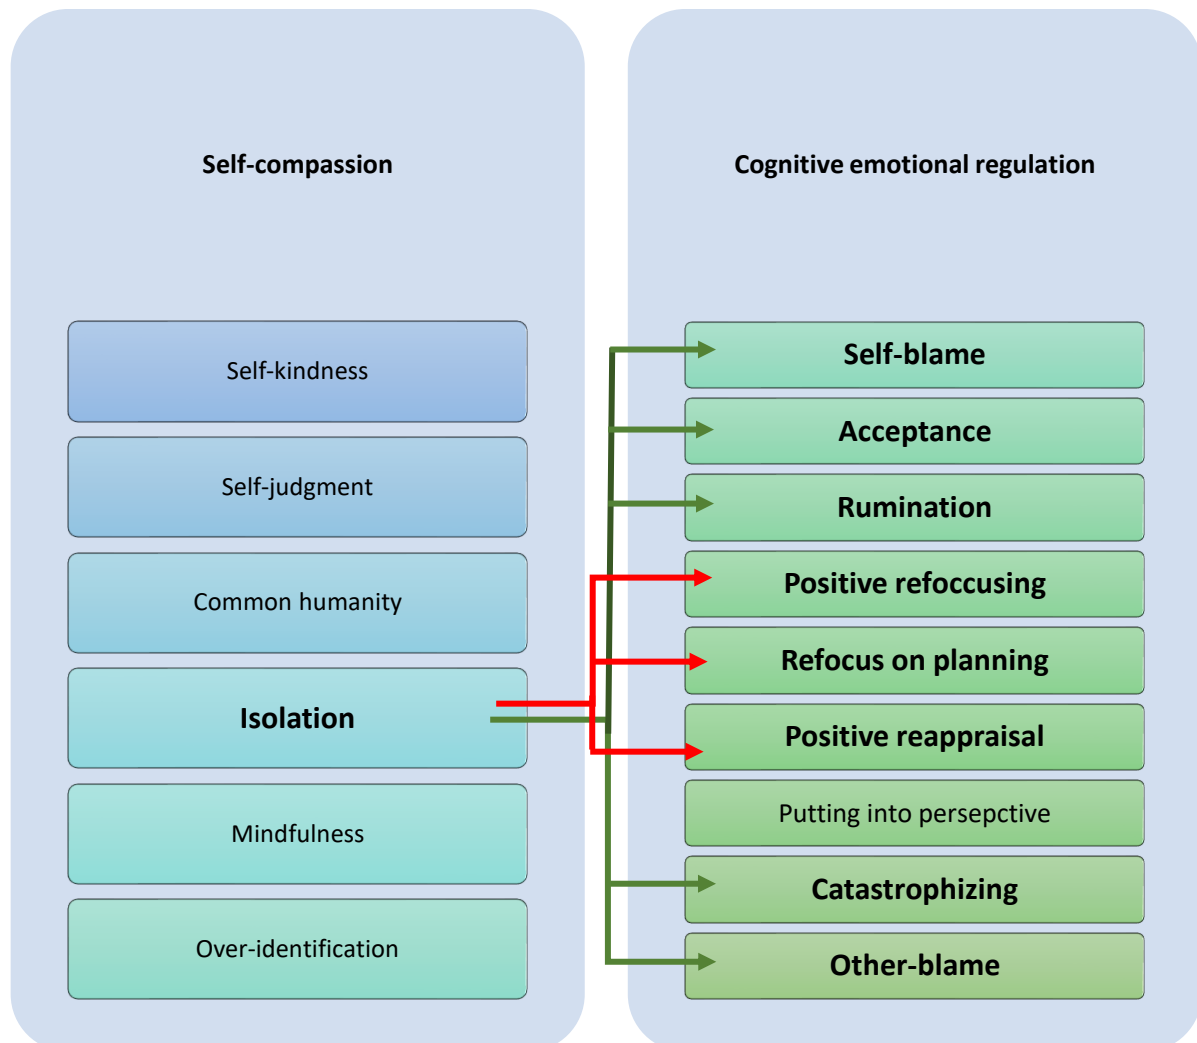 Self-compassion
Self-kindness
Self-judgment
Common humanity
Isolation
Mindfulness
Over-identification
Cognitive emotional regulation
Self-blame
Acceptance
Rumination
Positive refoccusing
Refocus on planning
Positive reappraisal
Putting into persepctive
Catastrophizing
Other-blame